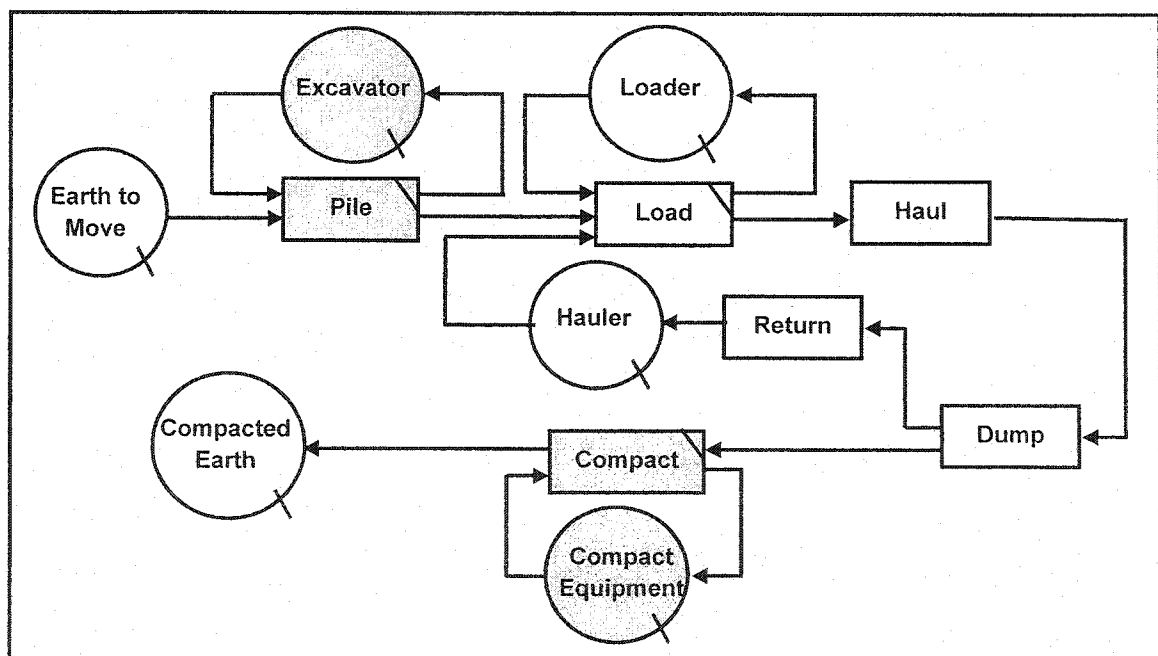 Excavator
Loader
Earth to
Move
Pile
Load
Haul
Hauler
Return
Compacted
Earth
Compact
Dump
Compact
Equipment